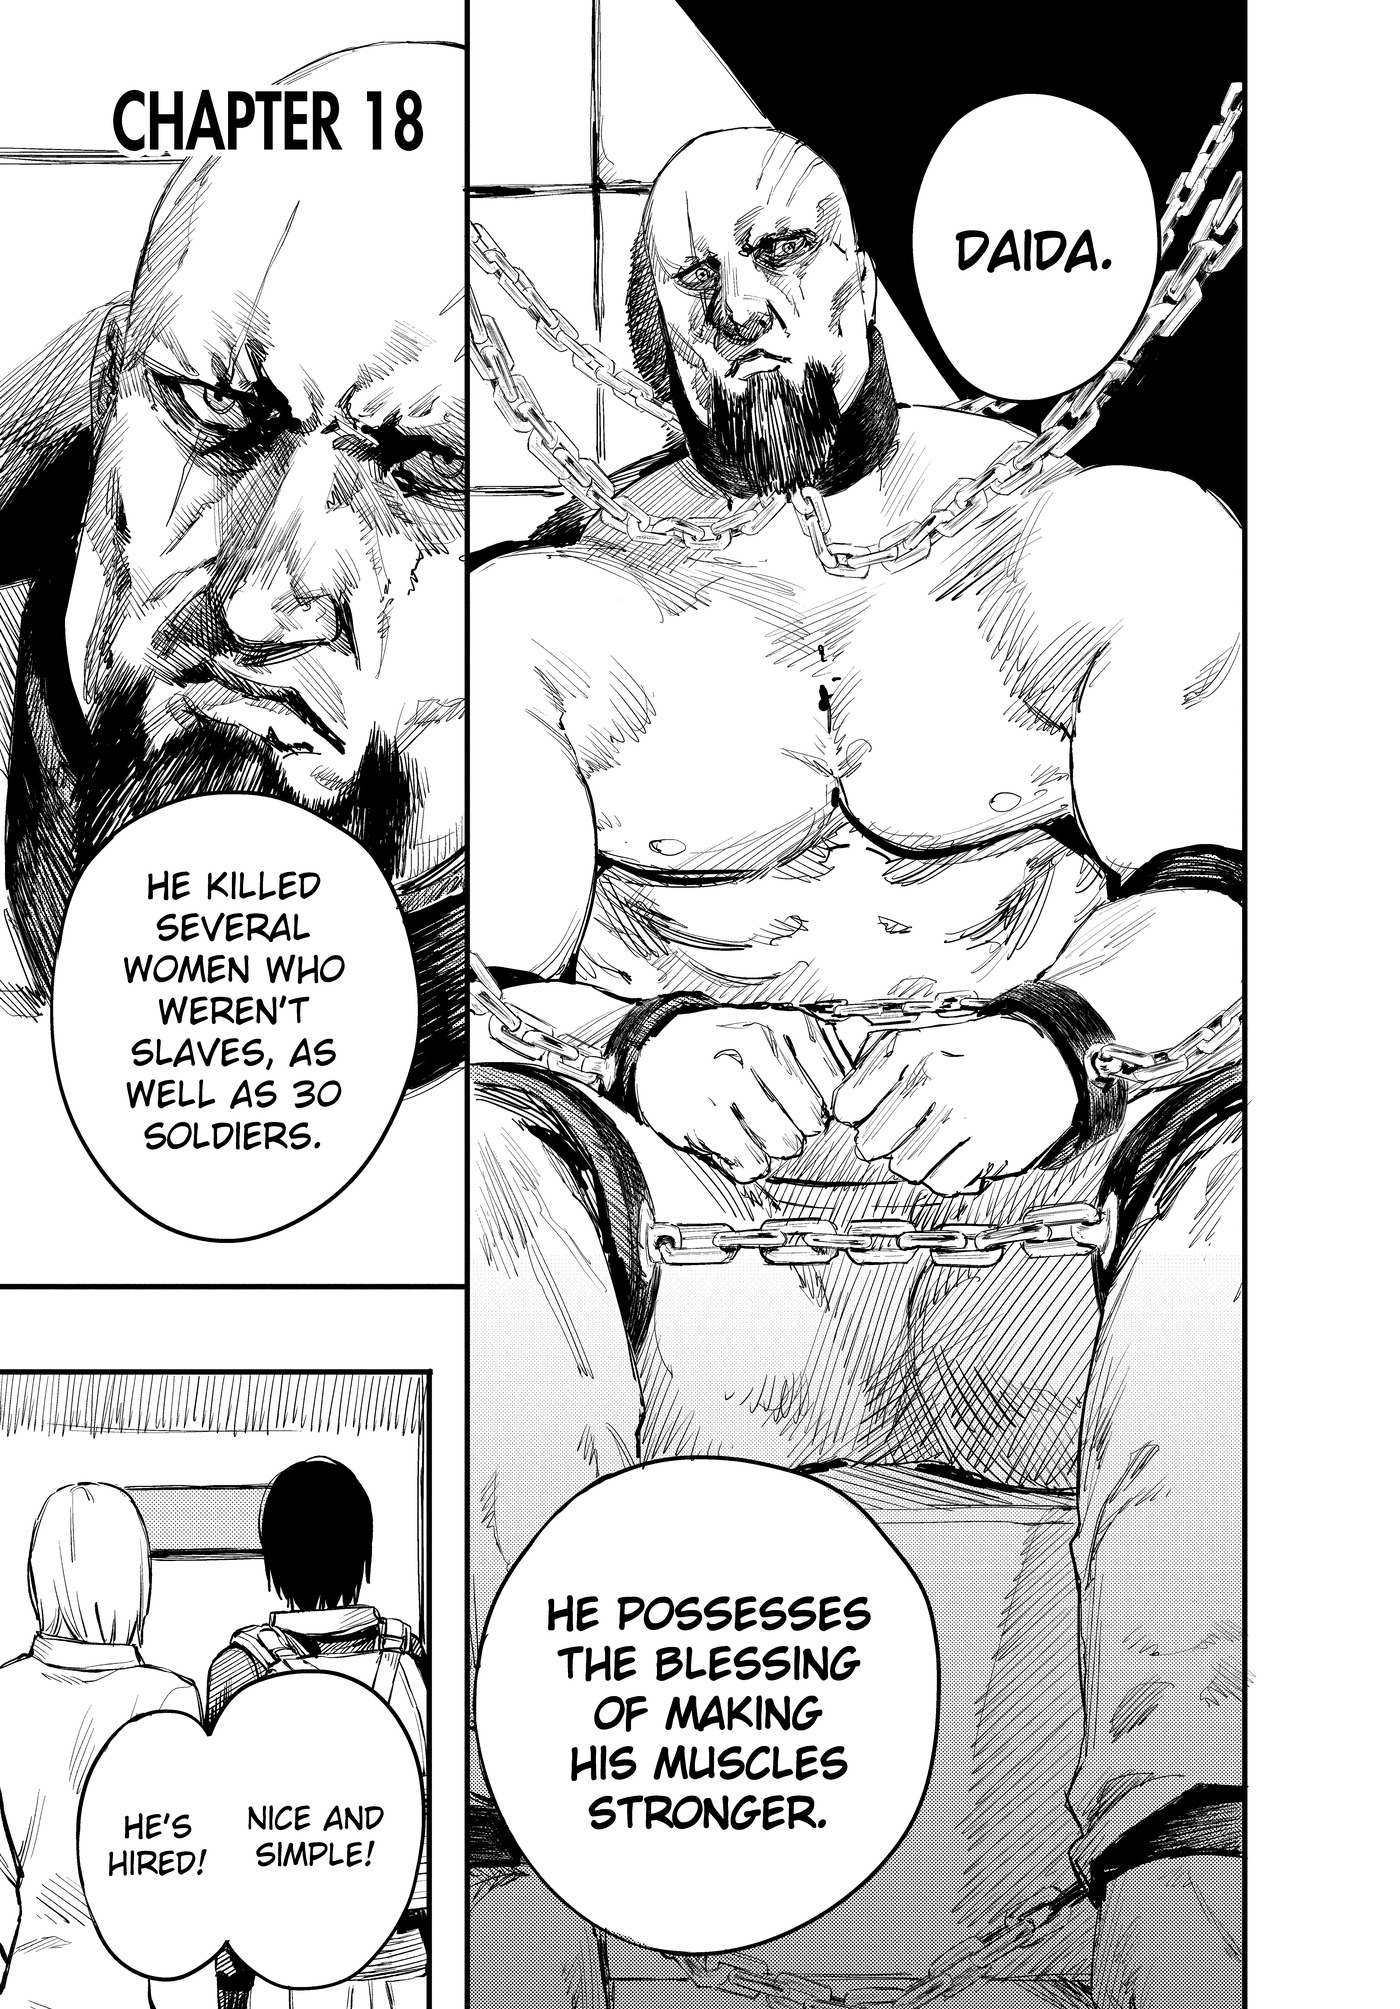 CHAPTER 18
DAIDA.
HE POSSESSES
THE BLESSING
OF MAKING
HIS MUSCLES
STRONGER.
HE KILLED
SEVERAL
WOMEN WHO
WEREN'T
SLAVES, AS
WELL AS 30
SOLDIERS.
NICE AND
SIMPLE!
HE'S
HIRED!